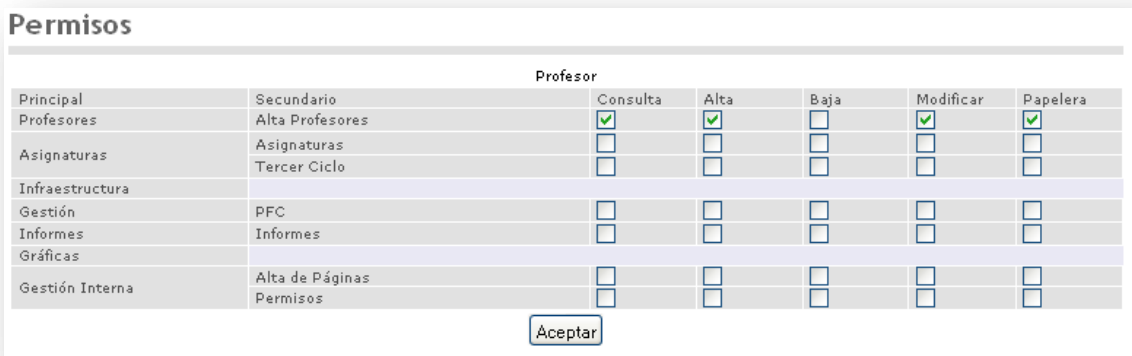 Permisos
Profesor
Principal Secundario Consulta Alta Baja Modificar Papelera
Profesores Alta Profesores
Asignaturas Asignaturas
Tercer Ciclo
Infraestructura
Gestión PFC
Informes Informes
Gráficas
Gestión Interna Alta de Páginas
Permisos
Aceptar